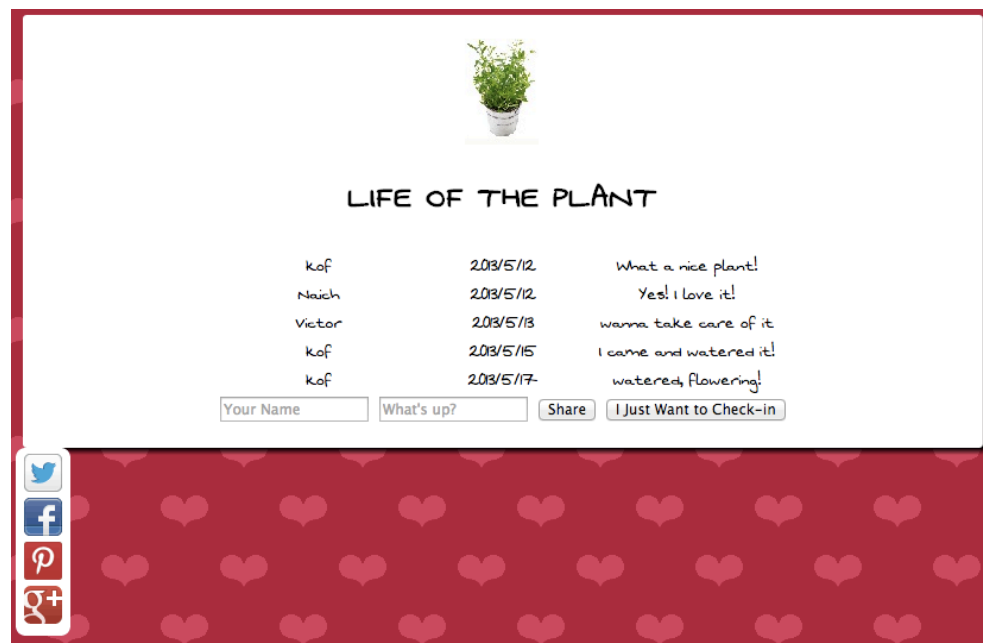 LIFE OF THE PLANT
kof 2013/5/12 What a nice plant!
Naich 2013/5/12 Yes! I love it!
Victor 2013/5/13 wanna take care of it
kof 2013/5/15 I came and watered it!
kof 2013/5/17- watered, flowering!
Your Name What's up? Share I Just Want to Check-in
f
p
g+